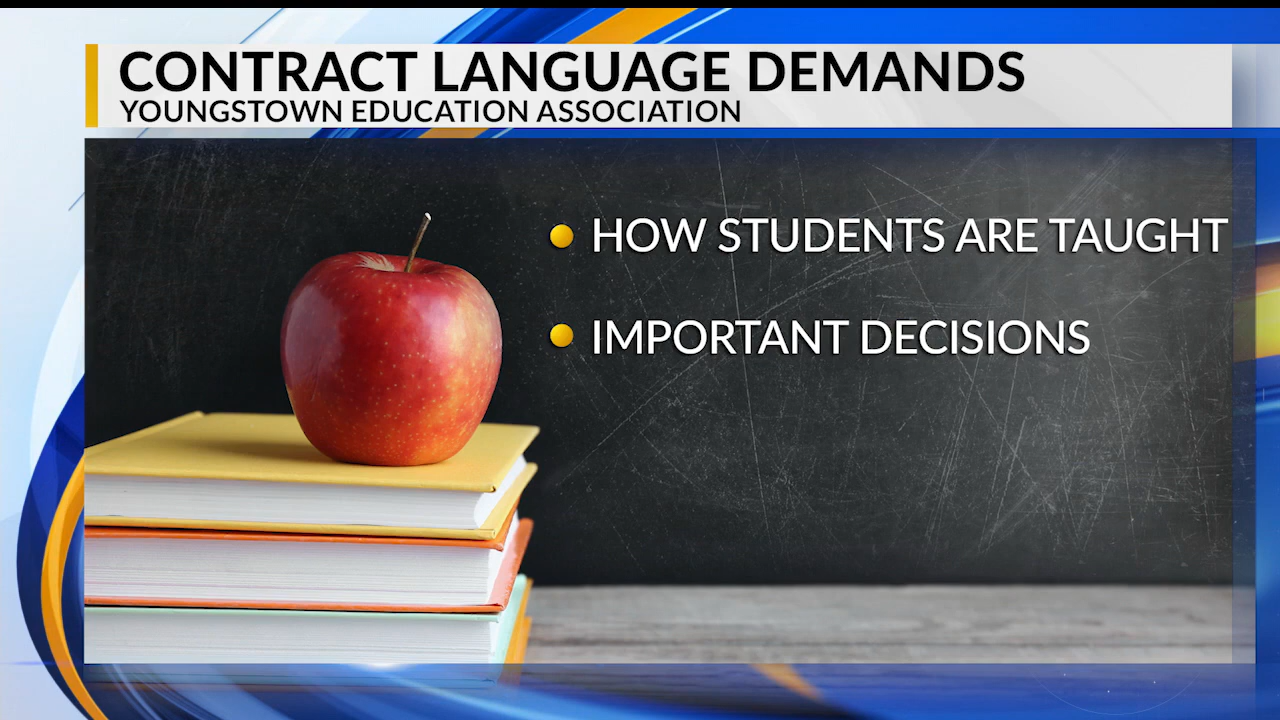 CONTRACT LANGUAGE DEMANDS
YOUNGSTOWN EDUCATION ASSOCIATION
HOW STUDENTS ARE TAUGHT
IMPORTANT DECISIONS